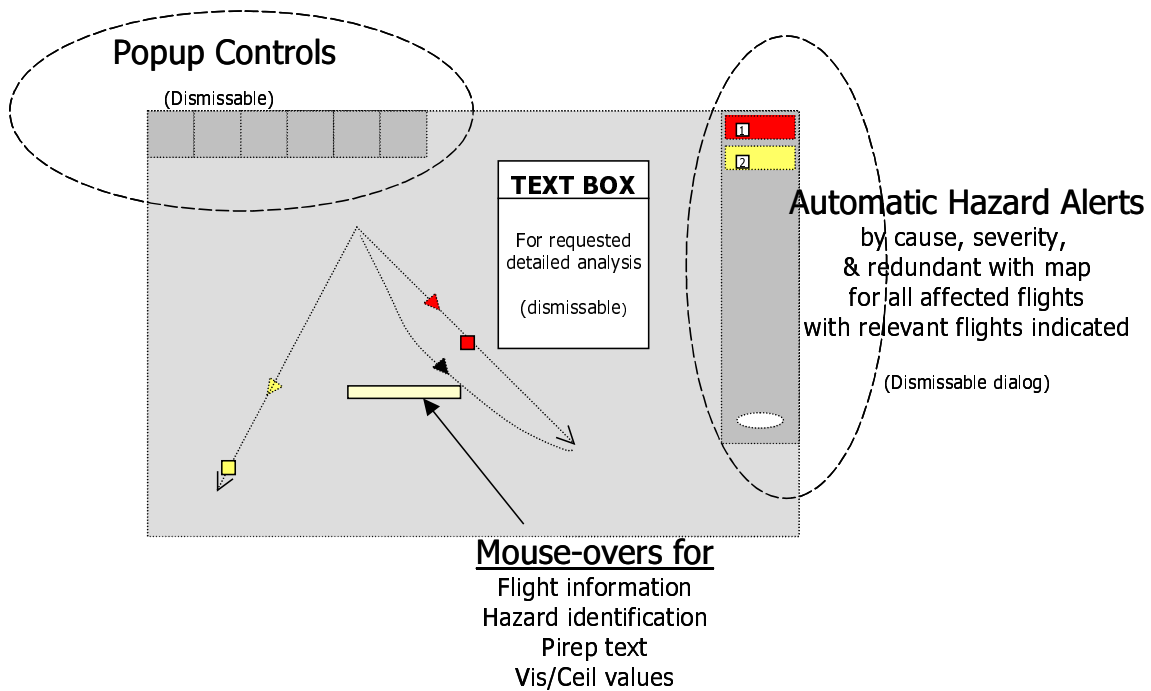 Popup Controls
(Dismissable)
1
2
TEXT BOX
For requested
detailed analysis
(dismissable)
Automatic Hazard Alerts
by cause, severity,
& redundant with map
for all affected flights
with relevant flights indicated
(Dismissable dialog)
Mouse-overs for
Flight information
Hazard identification
Pirep text
Vis/Ceil values